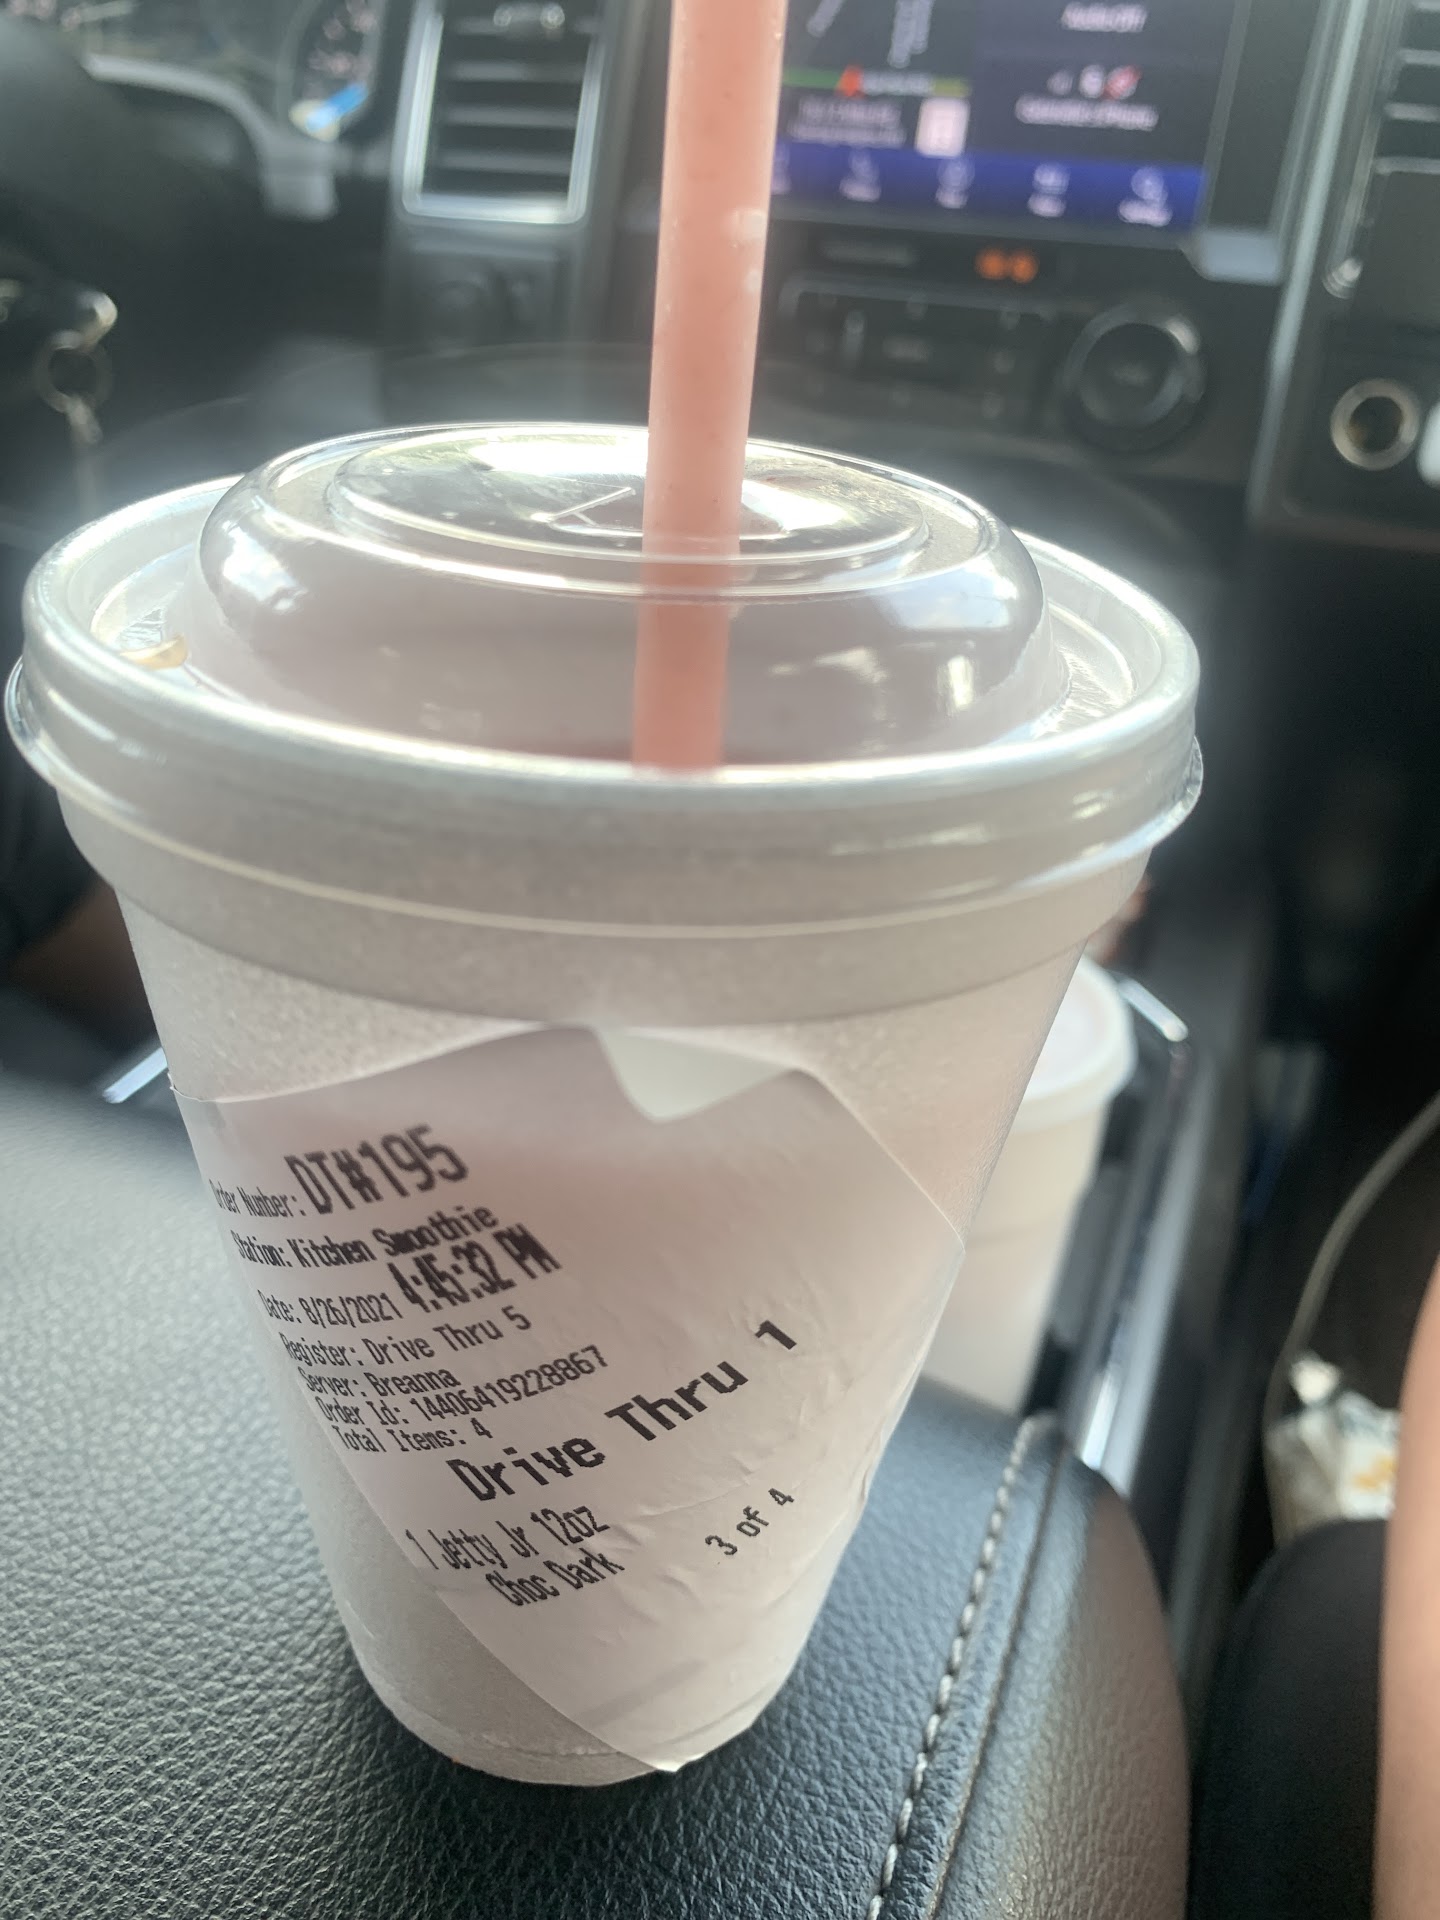 Order Number: DT#195
Station: Kitchen Smoothie
Date: 8/26/2021 4:45:32 PM
Register: Drive Thru 5
Server: Breanna
Order Id: 14406419228867
Total Items: 4
Drive Thru 1
1 Jetty Jr 12oz
Choc Dark
3 of 4